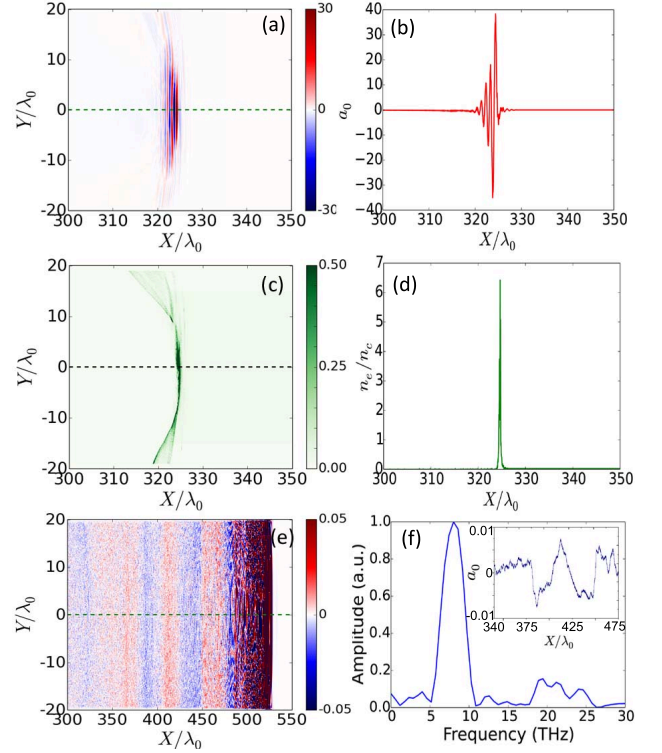 20
10
0
-10
-20
Y/λ0
(a)
300 310 320 330 340 350
X/λ0
30
15
0
-15
-30
40
30
20
10
0
-10
-20
-30
-40
a0
(b)
300 310 320 330 340 350
X/λ0
20
10
0
-10
-20
Y/λ0
(c)
300 310 320 330 340 350
X/λ0
0.50
0.25
0.00
7
6
5
4
3
2
1
0
ne/nc
(d)
300 310 320 330 340 350
X/λ0
20
10
0
-10
-20
Y/λ0
(e)
300 350 400 450 500 550
X/λ0
0.05
0
-0.05
1.0
0.8
0.6
0.4
0.2
0.0
Amplitude (a.u.)
(f)
0.01
0
-0.01
a0
340 375 425 475
X/λ0
0 5 10 15 20 25 30
Frequency (THz)